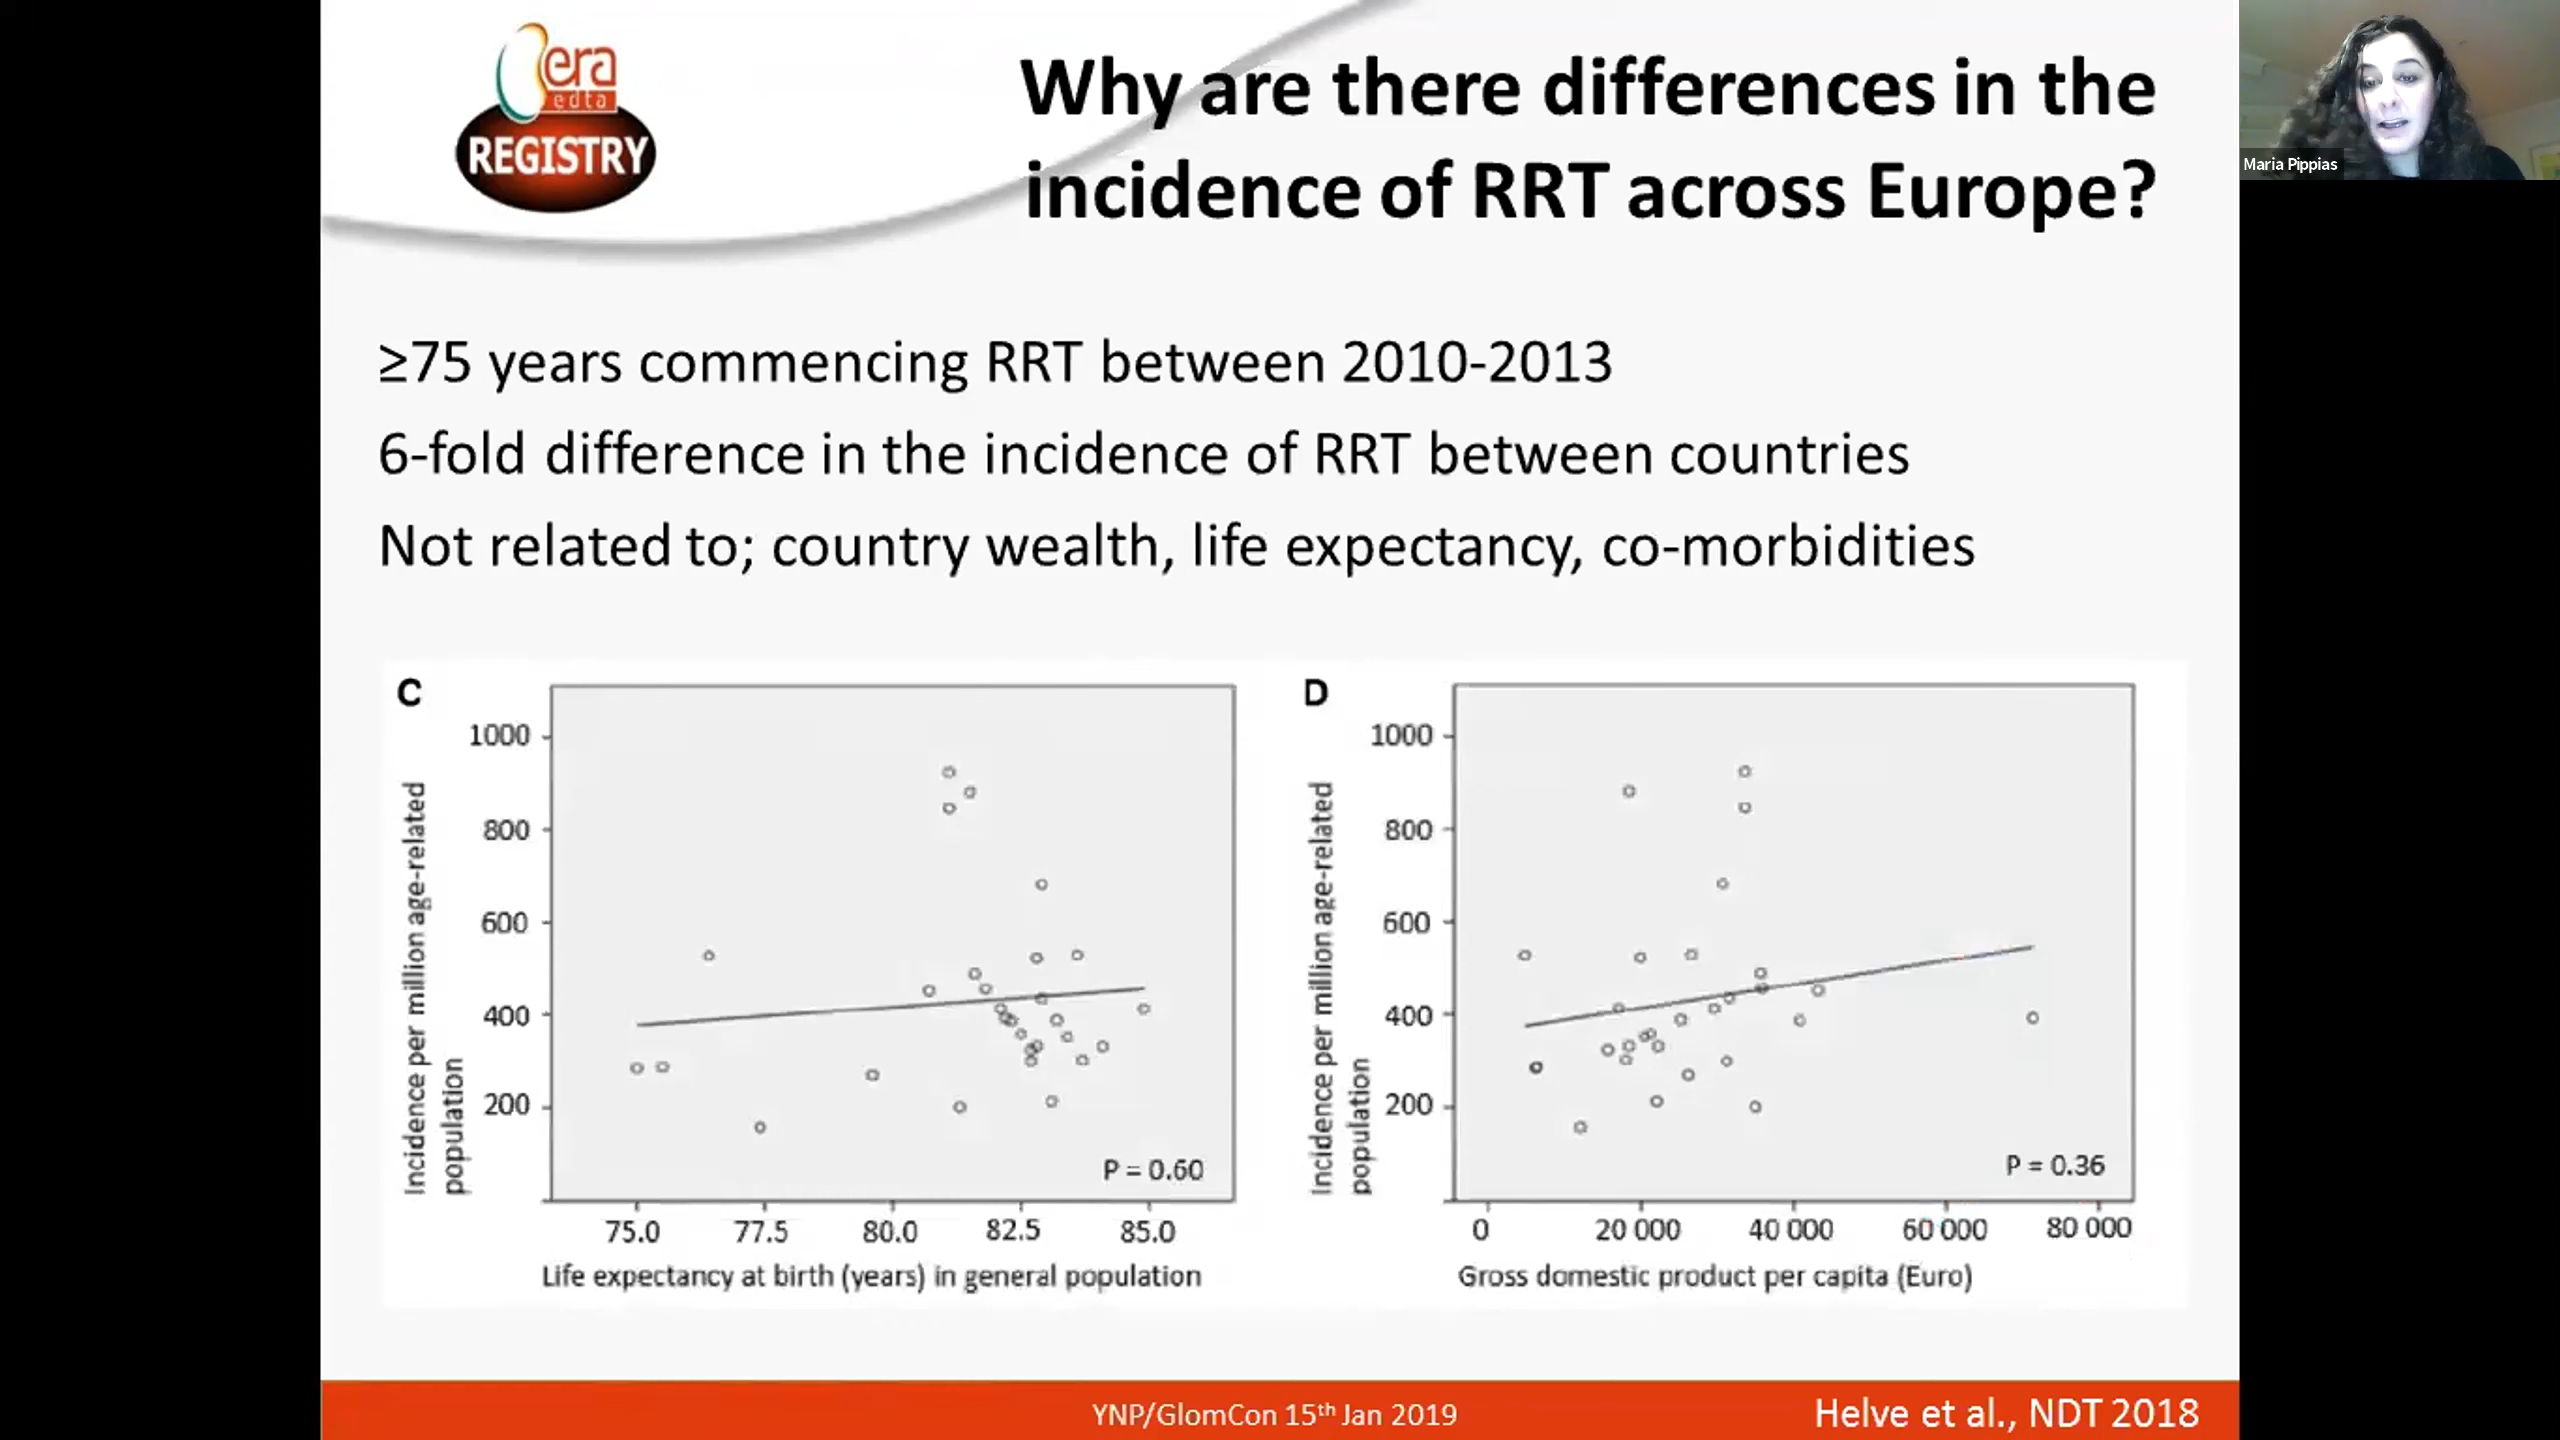 era
edta
REGISTRY
Why are there differences in the
incidence of RRT across Europe?
Maria Pippias
≥75 years commencing RRT between 2010-2013
6-fold difference in the incidence of RRT between countries
Not related to; country wealth, life expectancy, co-morbidities
C
Incidence per million age-related
population
1000
800
600
400
200
P = 0.60
75.0 77.5 80.0 82.5 85.0
Life expectancy at birth (years) in general population
D
Incidence per million age-related
population
1000
800
600
400
200
P = 0.36
0 20 000 40 000 60 000 80 000
Gross domestic product per capita (Euro)
YNP/GlomCon 15th Jan 2019
Helve et al., NDT 2018